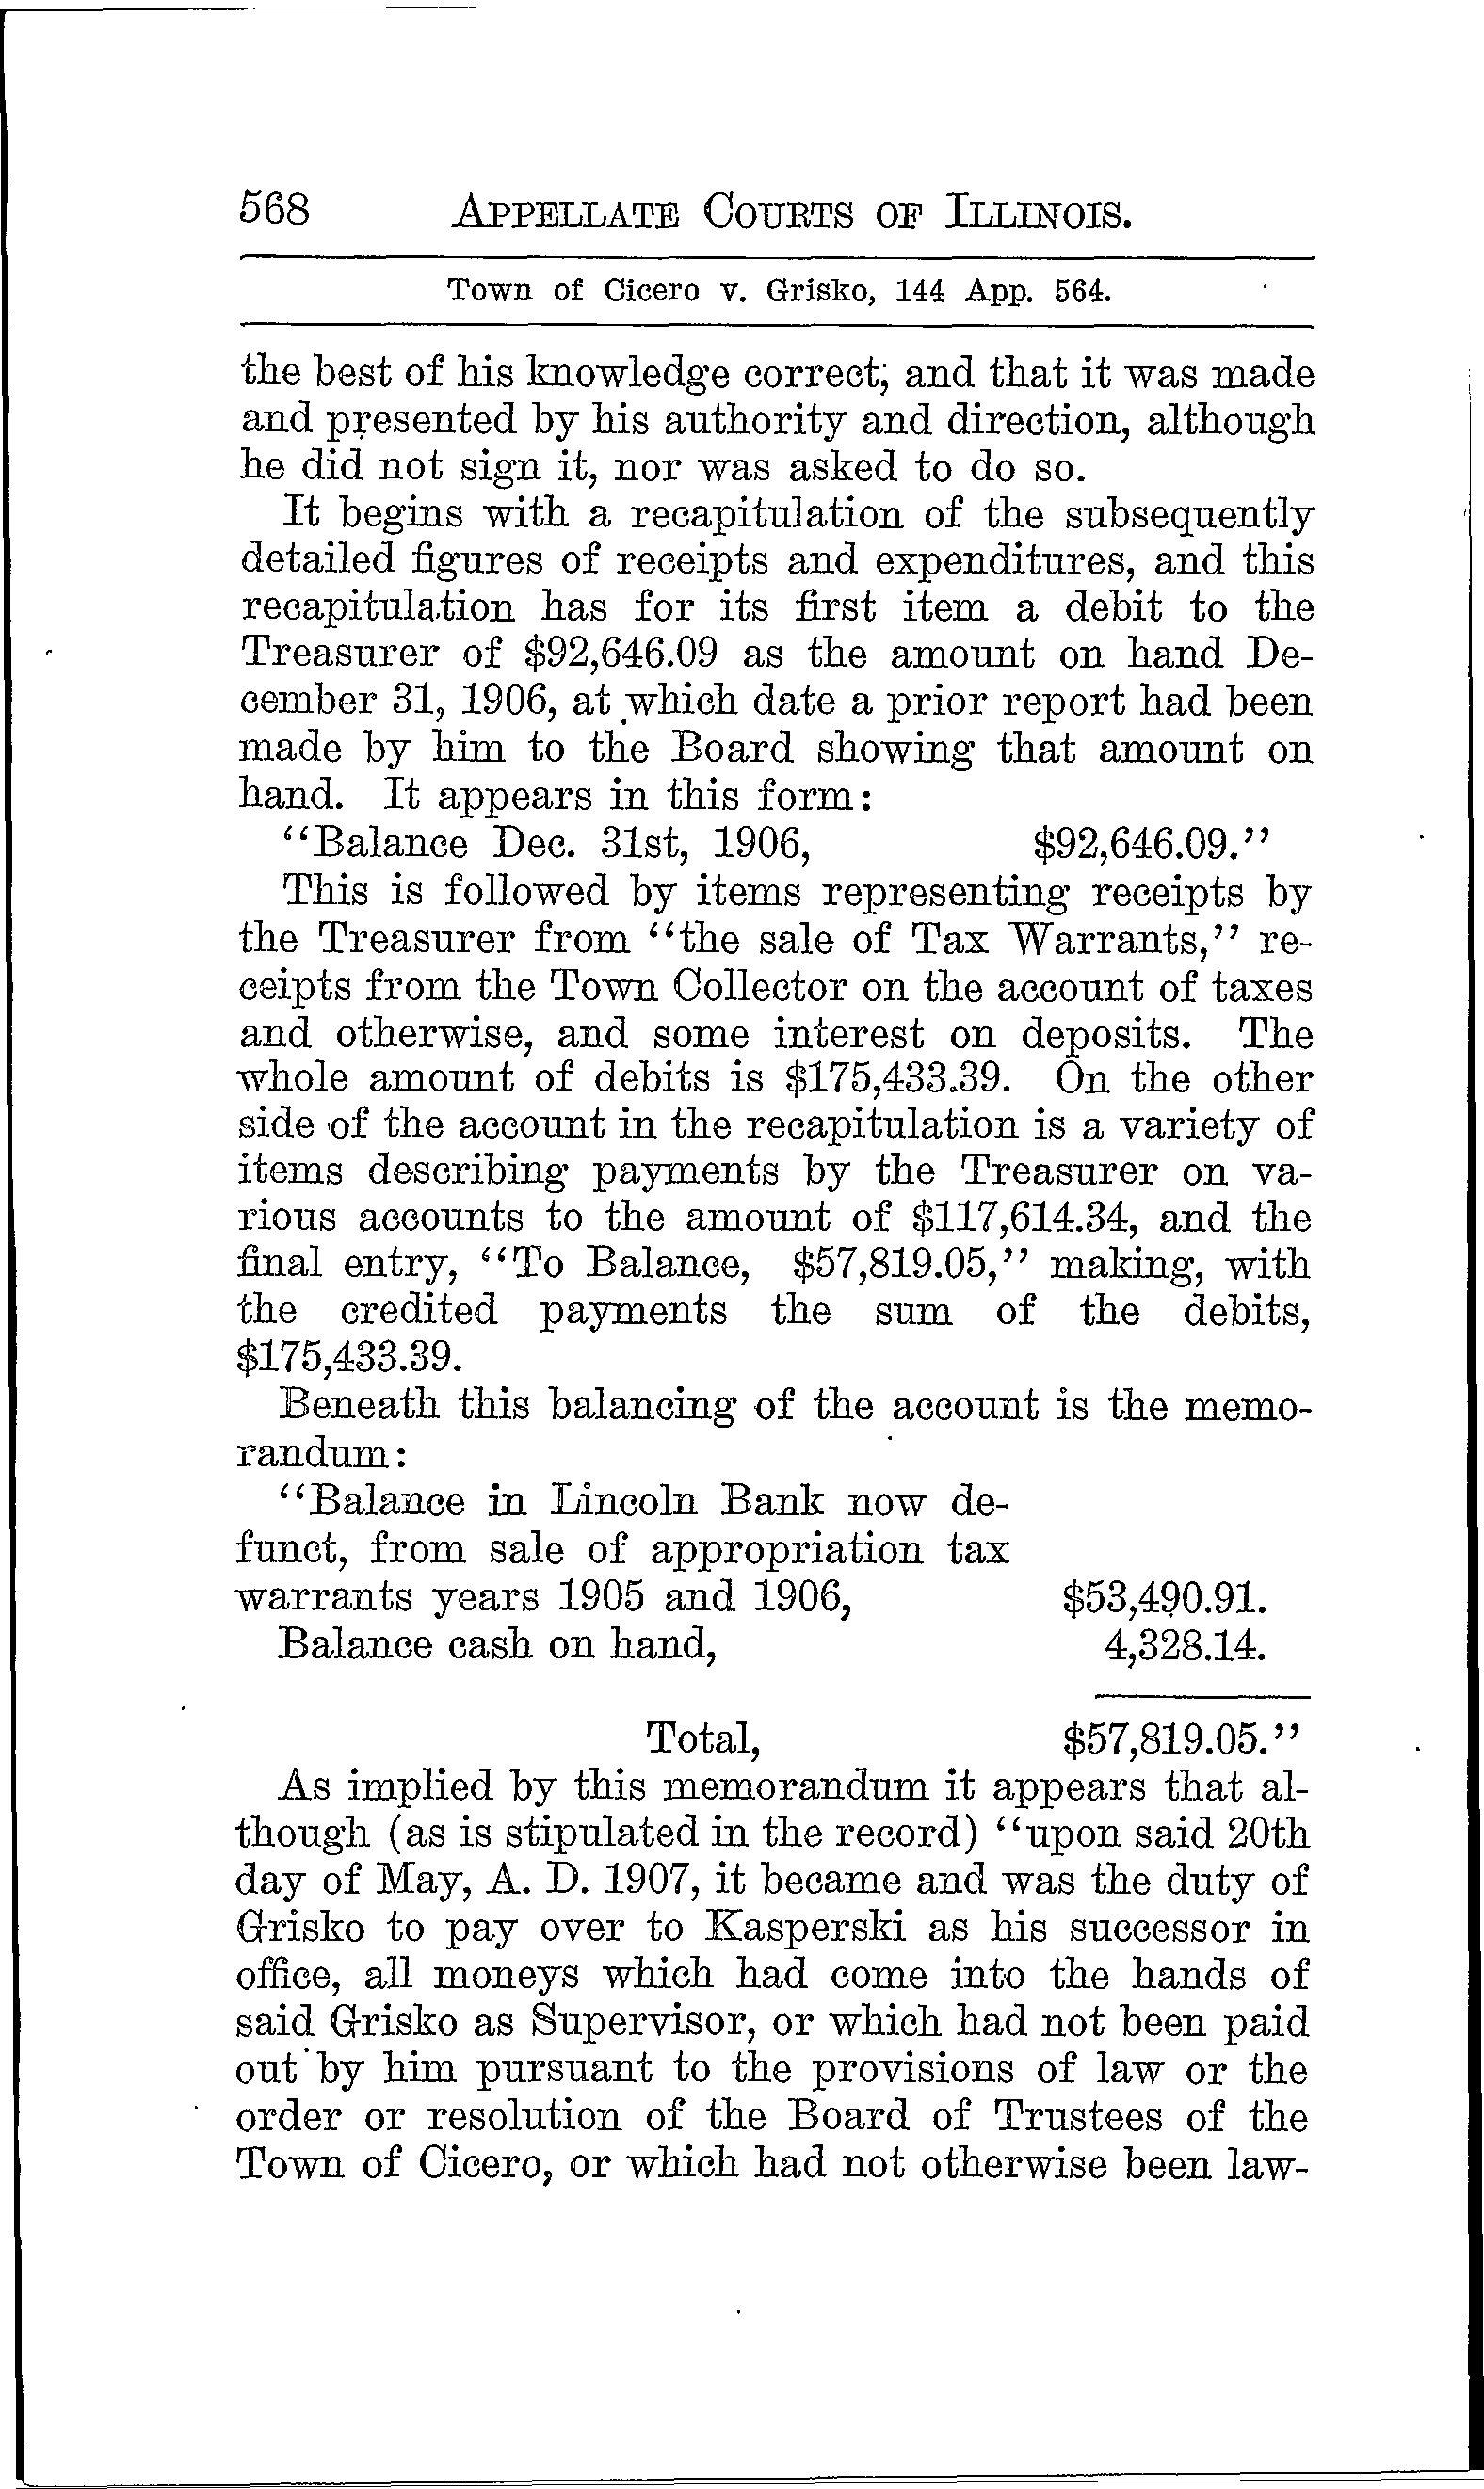 568 APPELLATE COURTS OF ILLINOIS.
Town of Cicero v. Grisko, 144 App. 564.
the best of his knowledge correct; and that it was made
and presented by his authority and direction, although
he did not sign it, nor was asked to do so.
It begins with a recapitulation of the subsequently
detailed figures of receipts and expenditures, and this
recapitulation has for its first item a debit to the
Treasurer of $92,646.09 as the amount on hand De-
cember 31, 1906, at which date a prior report had been
made by him to the Board showing that amount on
hand. It appears in this form:
"Balance Dec. 31st, 1906, $92,646.09."
This is followed by items representing receipts by
the Treasurer from "the sale of Tax Warrants," re-
ceipts from the Town Collector on the account of taxes
and otherwise, and some interest on deposits. The
whole amount of debits is $175,433.39. On the other
side of the account in the recapitulation is a variety of
items describing payments by the Treasurer on va-
rious accounts to the amount of $117,614.34, and the
final entry, "To Balance, $57,819.05," making, with
the credited payments the sum of the debits,
$175,433.39.
Beneath this balancing of the account is the memo-
randum:
"Balance in Lincoln Bank now de-
funct, from sale of appropriation tax
warrants years 1905 and 1906, $53,490.91.
Balance cash on hand, 4,328.14.
Total, $57,819.05."
As implied by this memorandum it appears that al-
though (as is stipulated in the record) "upon said 20th
day of May, A. D. 1907, it became and was the duty of
Grisko to pay over to Kasperski as his successor in
office, all moneys which had come into the hands of
said Grisko as Supervisor, or which had not been paid
out by him pursuant to the provisions of law or the
order or resolution of the Board of Trustees of the
Town of Cicero, or which had not otherwise been law-